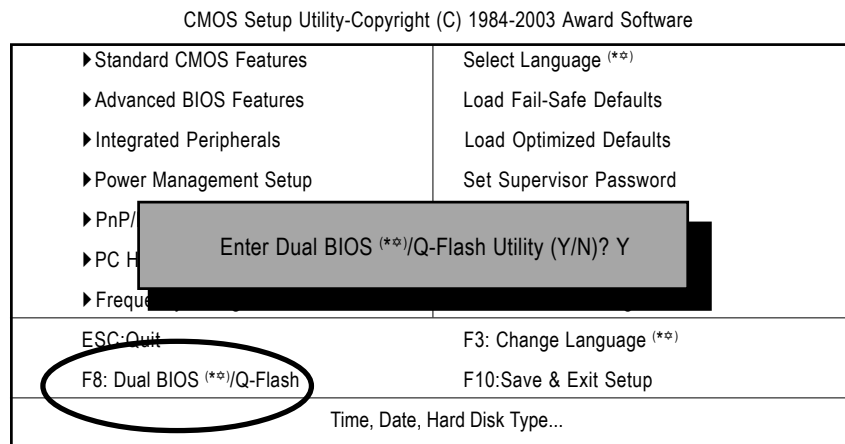 CMOS Setup Utility-Copyright (C) 1984-2003 Award Software
▶Standard CMOS Features
Select Language (*✡)
▶Advanced BIOS Features
Load Fail-Safe Defaults
▶Integrated Peripherals
Load Optimized Defaults
▶Power Management Setup
Set Supervisor Password
▶PnP/
▶PC H
▶Freque
Enter Dual BIOS (*✡)/Q-Flash Utility (Y/N)? Y
ESC:Quit
F3: Change Language (*✡)
F8: Dual BIOS (*✡)/Q-Flash
F10:Save & Exit Setup
Time, Date, Hard Disk Type...